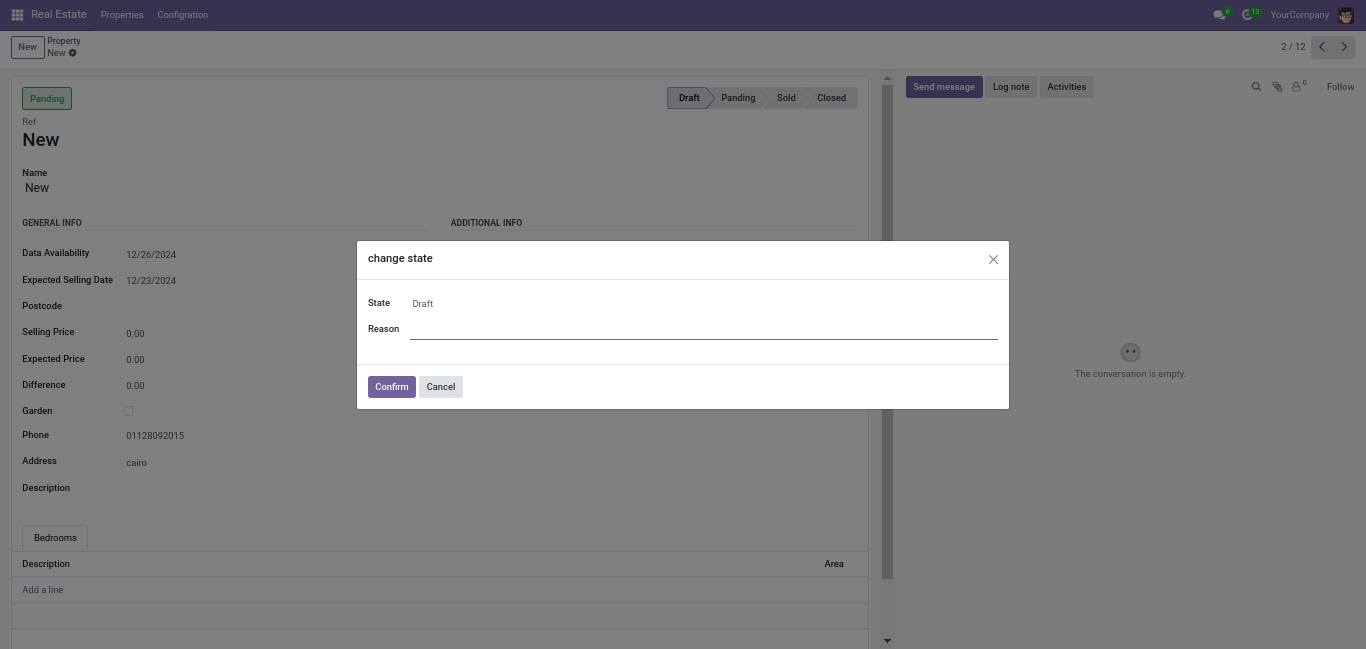 Real Estate Properties Configration 6 13 YourCompany
New Property
New 2 / 12
Panding Draft Panding Sold Closed Send message Log note Activities 0 Follow
Ref
New
Name
New
GENERAL INFO ADDITIONAL INFO
Data Availability 12/26/2024
Expected Selling Date 12/23/2024
Postcode
Selling Price 0.00
Expected Price 0.00
Difference 0.00
Garden
Phone 01128092015
Address cairo
Description
change state
State Draft
Reason
Confirm Cancel
The conversation is empty.
Bedrooms
Description Area
Add a line